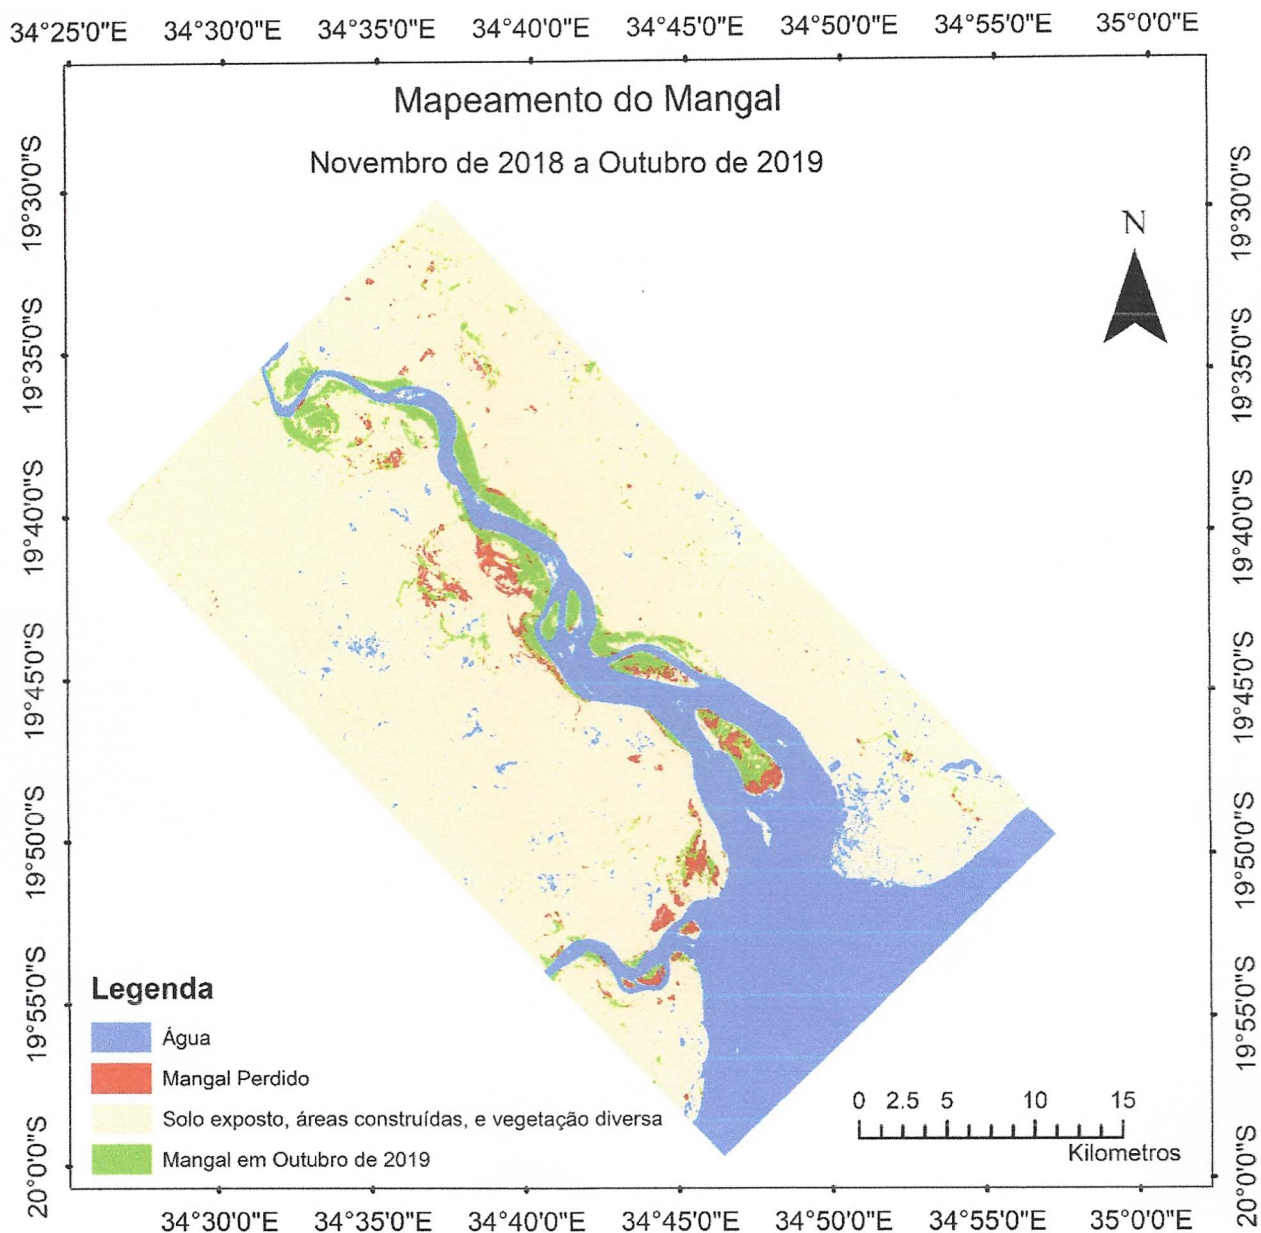 34°25'0"E 34°30'0"E 34°35'0"E 34°40'0"E 34°45'0"E 34°50'0"E 34°55'0"E 35°0'0"E
Mapeamento do Mangal
Novembro de 2018 a Outubro de 2019
N
19°30'0"S
19°35'0"S
19°40'0"S
19°45'0"S
19°50'0"S
19°55'0"S
20°0'0"S
19°30'0"S
19°35'0"S
19°40'0"S
19°45'0"S
19°50'0"S
19°55'0"S
20°0'0"S
Legenda
Água
Mangal Perdido
Solo exposto, áreas construídas, e vegetação diversa
Mangal em Outubro de 2019
0 2.5 5 10 15
Kilometros
34°30'0"E 34°35'0"E 34°40'0"E 34°45'0"E 34°50'0"E 34°55'0"E 35°0'0"E